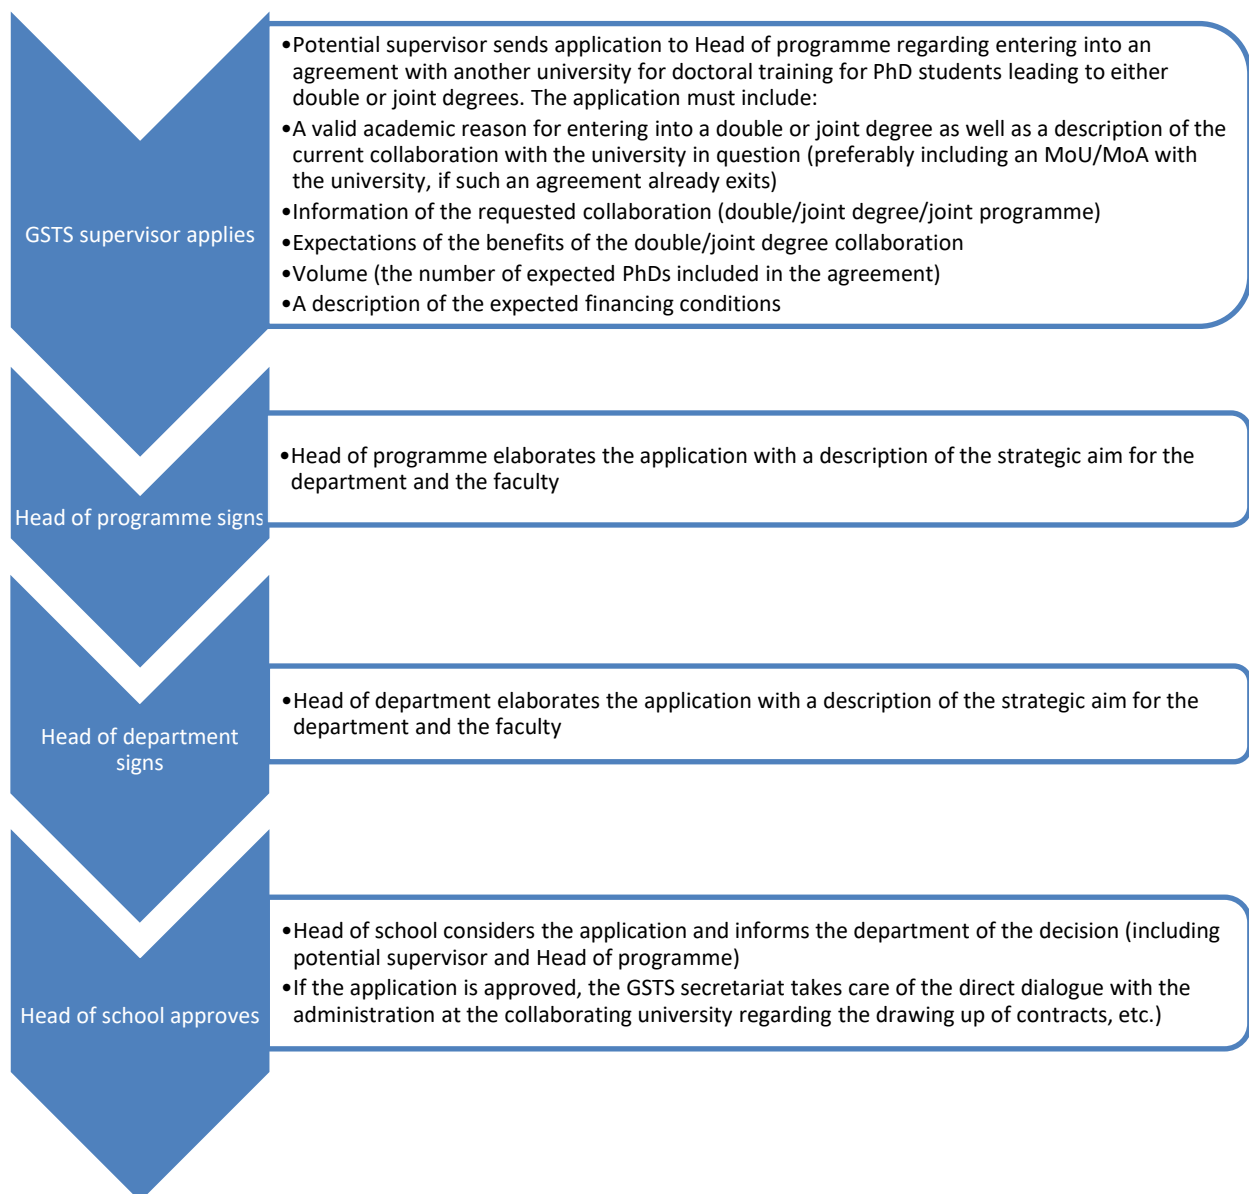 GSTS supervisor applies
•Potential supervisor sends application to Head of programme regarding entering into an
agreement with another university for doctoral training for PhD students leading to either
double or joint degrees. The application must include:
•A valid academic reason for entering into a double or joint degree as well as a description of the
current collaboration with the university in question (preferably including an MoU/MoA with
the university, if such an agreement already exits)
•Information of the requested collaboration (double/joint degree/joint programme)
•Expectations of the benefits of the double/joint degree collaboration
•Volume (the number of expected PhDs included in the agreement)
•A description of the expected financing conditions
Head of programme signs
•Head of programme elaborates the application with a description of the strategic aim for the
department and the faculty
Head of department
signs
•Head of department elaborates the application with a description of the strategic aim for the
department and the faculty
Head of school approves
•Head of school considers the application and informs the department of the decision (including
potential supervisor and Head of programme)
•If the application is approved, the GSTS secretariat takes care of the direct dialogue with the
administration at the collaborating university regarding the drawing up of contracts, etc.)